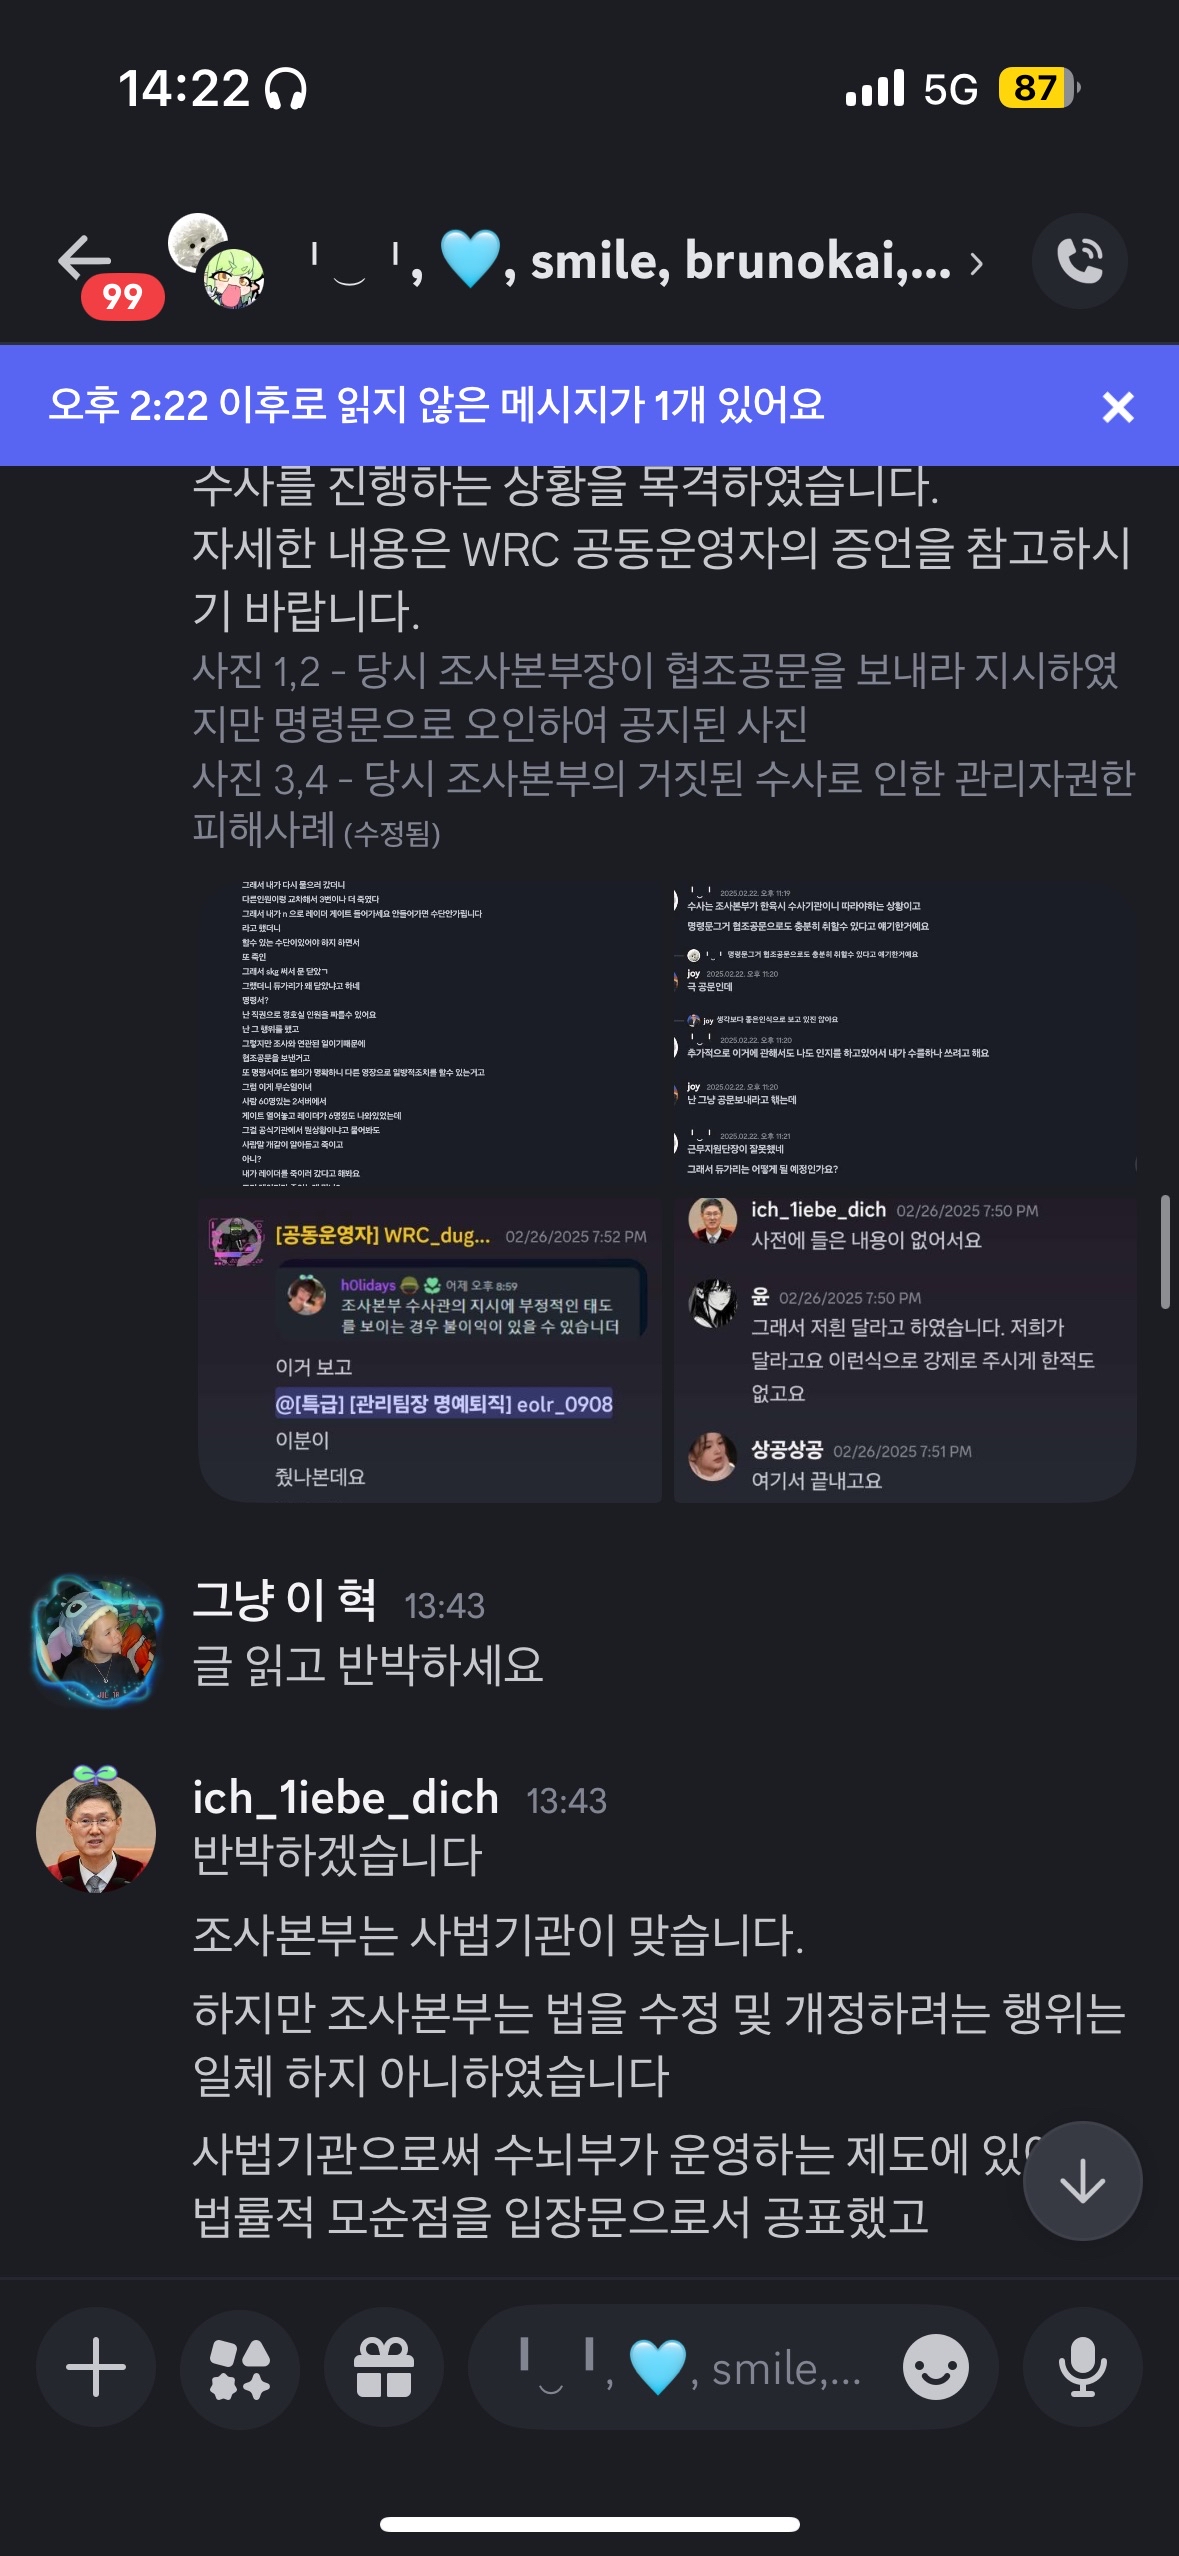 14:22
5G
87
99
╵‿╵, 🩵, smile, brunokai,... ›
오후 2:22 이후로 읽지 않은 메시지가 1개 있어요
수사를 진행하는 상황을 목격하였습니다.
자세한 내용은 WRC 공동운영자의 증언을 참고하시
기 바랍니다.
사진 1,2 - 당시 조사본부장이 협조공문을 보내라 지시하였
지만 명령문으로 오인하여 공지된 사진
사진 3,4 - 당시 조사본부의 거짓된 수사로 인한 관리자권한
피해사례 (수정됨)
그래서 내가 다시 물으러 갔더니
다른인원이랑 교차해서 3번이나 더 죽였다
그래서 내가 n 으로 레이더 게이트 들어가세요 안들어가면 수단안가립니다
라고 했더니
할수 있는 수단이있어야 하지 하면서
또 죽인
그래서 skg 써서 문 닫았ㄱ
그랬더니 듀가리가 왜 닫았냐고 하네
명령서?
난 직권으로 경호실 인원을 짜를수 있어요
난 그 행위를 했고
그렇지만 조사와 연관된 일이기때문에
협조공문을 보낸거고
또 명령서여도 혐의가 명확하니 다른 영장으로 일방적조치를 할수 있는거고
그럼 이게 무슨일이녀
사람 60명있는 2서버에서
게이트 열어놓고 레이더가 6명정도 나와있었는데
그걸 공식기관에서 뭔상황이냐고 물어봐도
사람말 개같이 알아듣고 죽이고
아니?
내가 레이더를 죽이러 갔다고 해봐요
╵‿╵ 2025.02.22. 오후 11:19
수사는 조사본부가 한육시 수사기관이니 따라야하는 상황이고
명령문그거 협조공문으로도 충분히 취할수 있다고 얘기한거예요
╵‿╵ 명령문그거 협조공문으로도 충분히 취할수 있다고 얘기한거예요
joy 2025.02.22. 오후 11:20
극 공문인데
joy 생각보다 좋은인식으로 보고 있진 않아요
╵‿╵ 2025.02.22. 오후 11:20
추가적으로 이거에 관해서도 나도 인지를 하고있어서 내가 수를하나 쓰려고 해요
joy 2025.02.22. 오후 11:20
난 그냥 공문보내라고 했는데
╵‿╵ 2025.02.22. 오후 11:21
근무지원단장이 잘못했네
그래서 듀가리는 어떻게 될 예정인가요?
[공동운영자] WRC_dug... 02/26/2025 7:52 PM
h0lidays 어제 오후 8:59
조사본부 수사관의 지시에 부정적인 태도
를 보이는 경우 불이익이 있을 수 있습니더
이거 보고
@[특급] [관리팀장 명예퇴직] eolr_0908
이분이
줬나본데요
ich_1iebe_dich 02/26/2025 7:50 PM
사전에 들은 내용이 없어서요
윤 02/26/2025 7:50 PM
그래서 저흰 달라고 하였습니다. 저희가
달라고요 이런식으로 강제로 주시게 한적도
없고요
상공상공 02/26/2025 7:51 PM
여기서 끝내고요
그냥 이 혁 13:43
글 읽고 반박하세요
ich_1iebe_dich 13:43
반박하겠습니다
조사본부는 사법기관이 맞습니다.
하지만 조사본부는 법을 수정 및 개정하려는 행위는
일체 하지 아니하였습니다
사법기관으로써 수뇌부가 운영하는 제도에
법률적 모순점을 입장문으로서 공표했고
╵‿╵, 🩵, smile,...